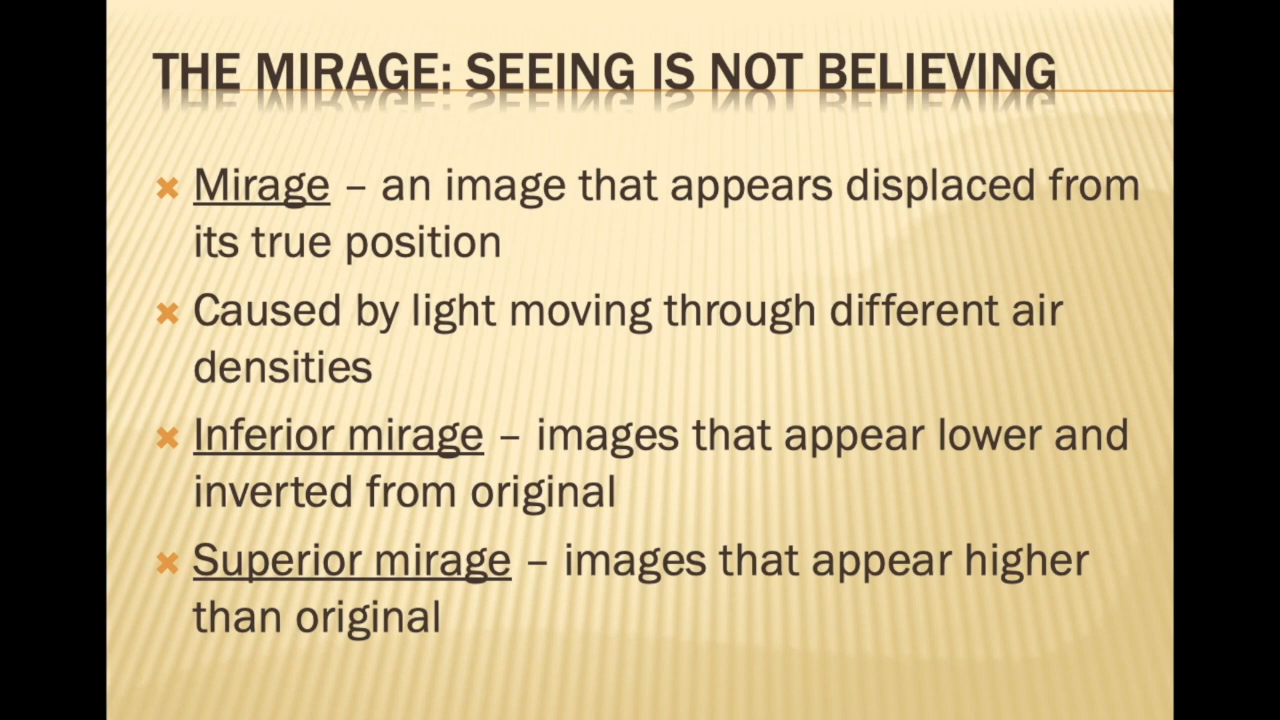 THE MIRAGE: SEEING IS NOT BELIEVING
Mirage – an image that appears displaced from
its true position
Caused by light moving through different air
densities
Inferior mirage – images that appear lower and
inverted from original
Superior mirage – images that appear higher
than original